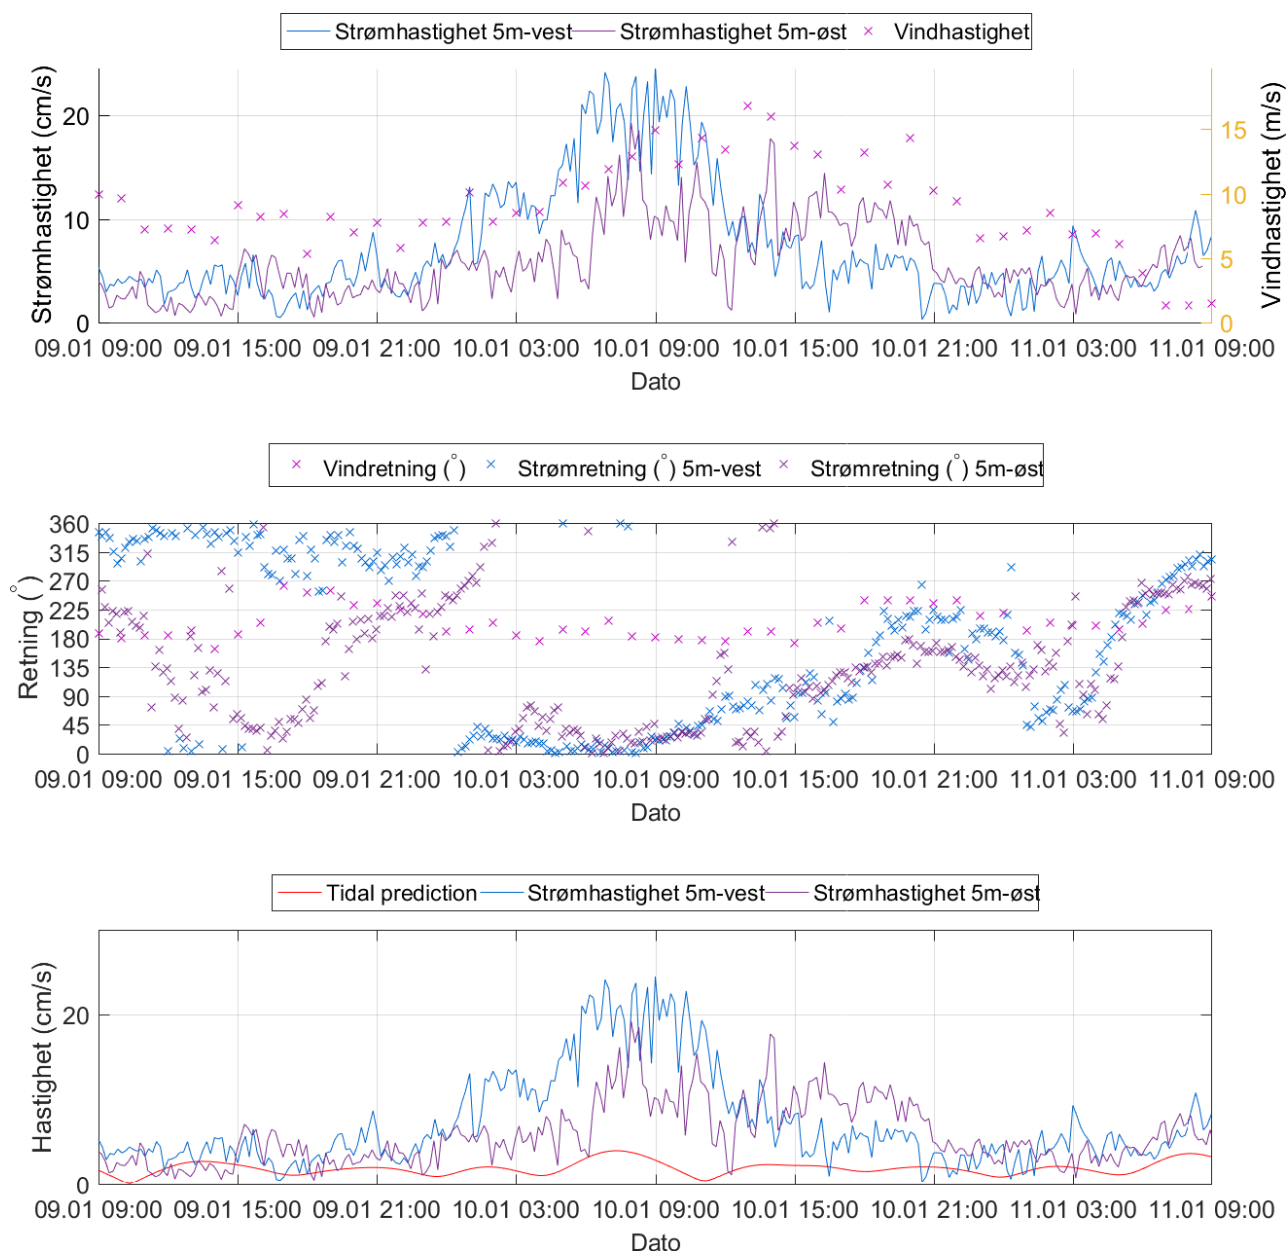 Strømhastighet 5m-vest Strømhastighet 5m-øst Vindhastighet
Strømhastighet (cm/s)
20
10
0
Vindhastighet (m/s)
15
10
5
0
09.01 09:00 09.01 15:00 09.01 21:00 10.01 03:00 10.01 09:00 10.01 15:00 10.01 21:00 11.01 03:00 11.01 09:00
Dato
Vindretning (°) Strømretning (°) 5m-vest Strømretning (°) 5m-øst
Retning (°)
360
315
270
225
180
135
90
45
0
09.01 09:00 09.01 15:00 09.01 21:00 10.01 03:00 10.01 09:00 10.01 15:00 10.01 21:00 11.01 03:00 11.01 09:00
Dato
Tidal prediction Strømhastighet 5m-vest Strømhastighet 5m-øst
Hastighet (cm/s)
20
0
09.01 09:00 09.01 15:00 09.01 21:00 10.01 03:00 10.01 09:00 10.01 15:00 10.01 21:00 11.01 03:00 11.01 09:00
Dato